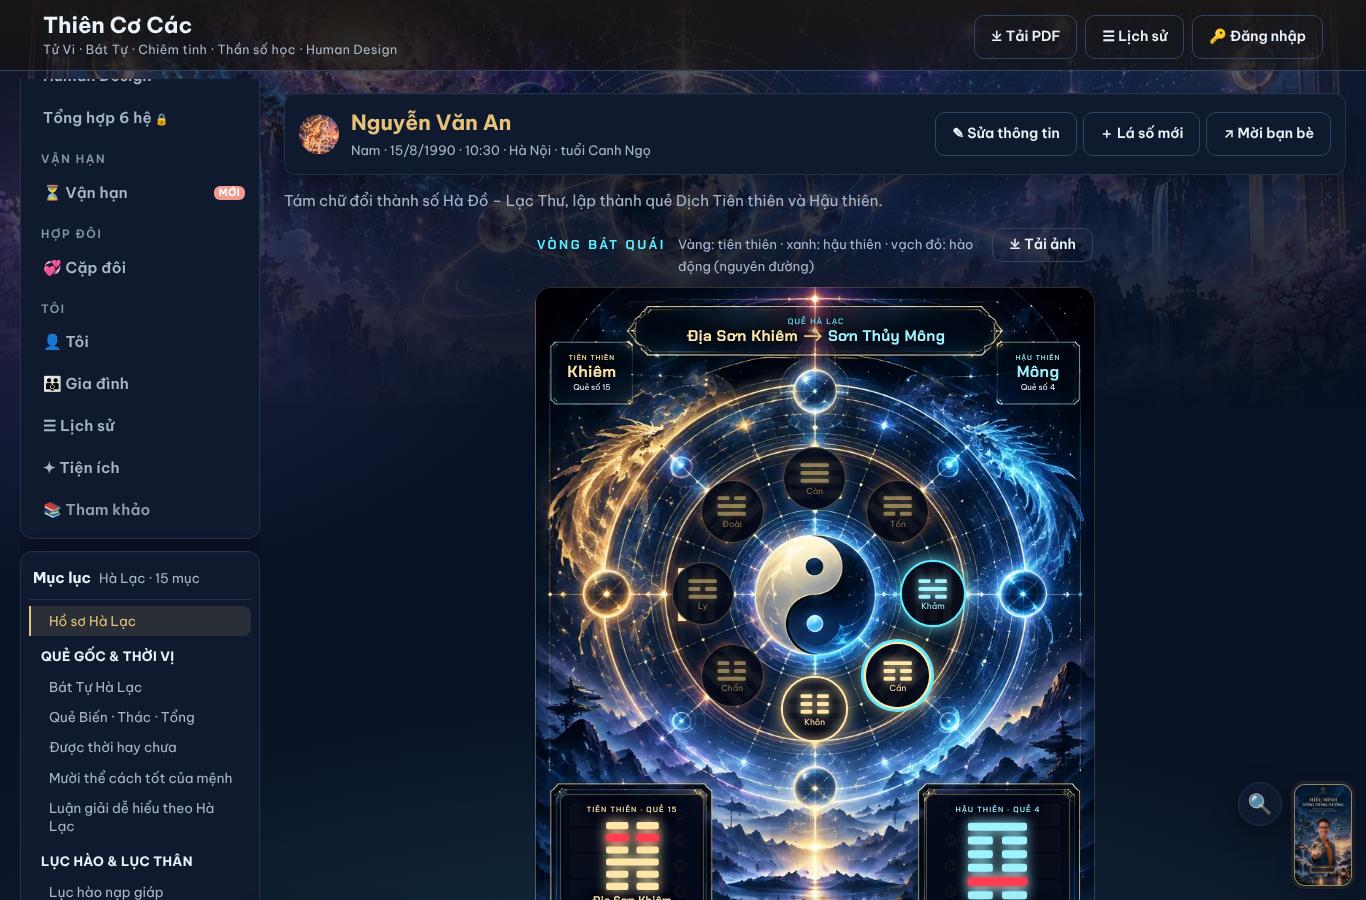 Thiên Cơ Các
Tử Vi · Bát Tự · Chiêm tinh · Thần số học · Human Design
Tải PDF
Lịch sử
Đăng nhập
Human Design
Tổng hợp 6 hệ
VẬN HẠN
Vận hạn
MỚI
HỢP ĐÔI
Cặp đôi
TÔI
Tôi
Gia đình
Lịch sử
Tiện ích
Tham khảo
Mục lục Hà Lạc · 15 mục
Hồ sơ Hà Lạc
QUẺ GỐC & THỜI VỊ
Bát Tự Hà Lạc
Quẻ Biến · Thác · Tổng
Được thời hay chưa
Mười thể cách tốt của mệnh
Luận giải dễ hiểu theo Hà
Lạc
LỤC HÀO & LỤC THÂN
Lục hào nạp giáp
Nguyễn Văn An
Nam · 15/8/1990 · 10:30 · Hà Nội · tuổi Canh Ngọ
✎ Sửa thông tin
+ Lá số mới
↗ Mời bạn bè
Tám chữ đổi thành số Hà Đồ – Lạc Thư, lập thành quẻ Dịch Tiên thiên và Hậu thiên.
VÒNG BÁT QUÁI
Vàng: tiên thiên · xanh: hậu thiên · vạch đỏ: hào
động (nguyên đường)
Tải ảnh
QUẺ HÀ LẠC
Địa Sơn Khiêm → Sơn Thủy Mông
TIÊN THIÊN
Khiêm
Quẻ số 15
HẬU THIÊN
Mông
Quẻ số 4
Càn
Đoài
Tốn
Ly
Khảm
Chấn
Cấn
Khôn
TIÊN THIÊN · QUẺ 15
Địa Sơn Khiêm
HẬU THIÊN · QUẺ 4